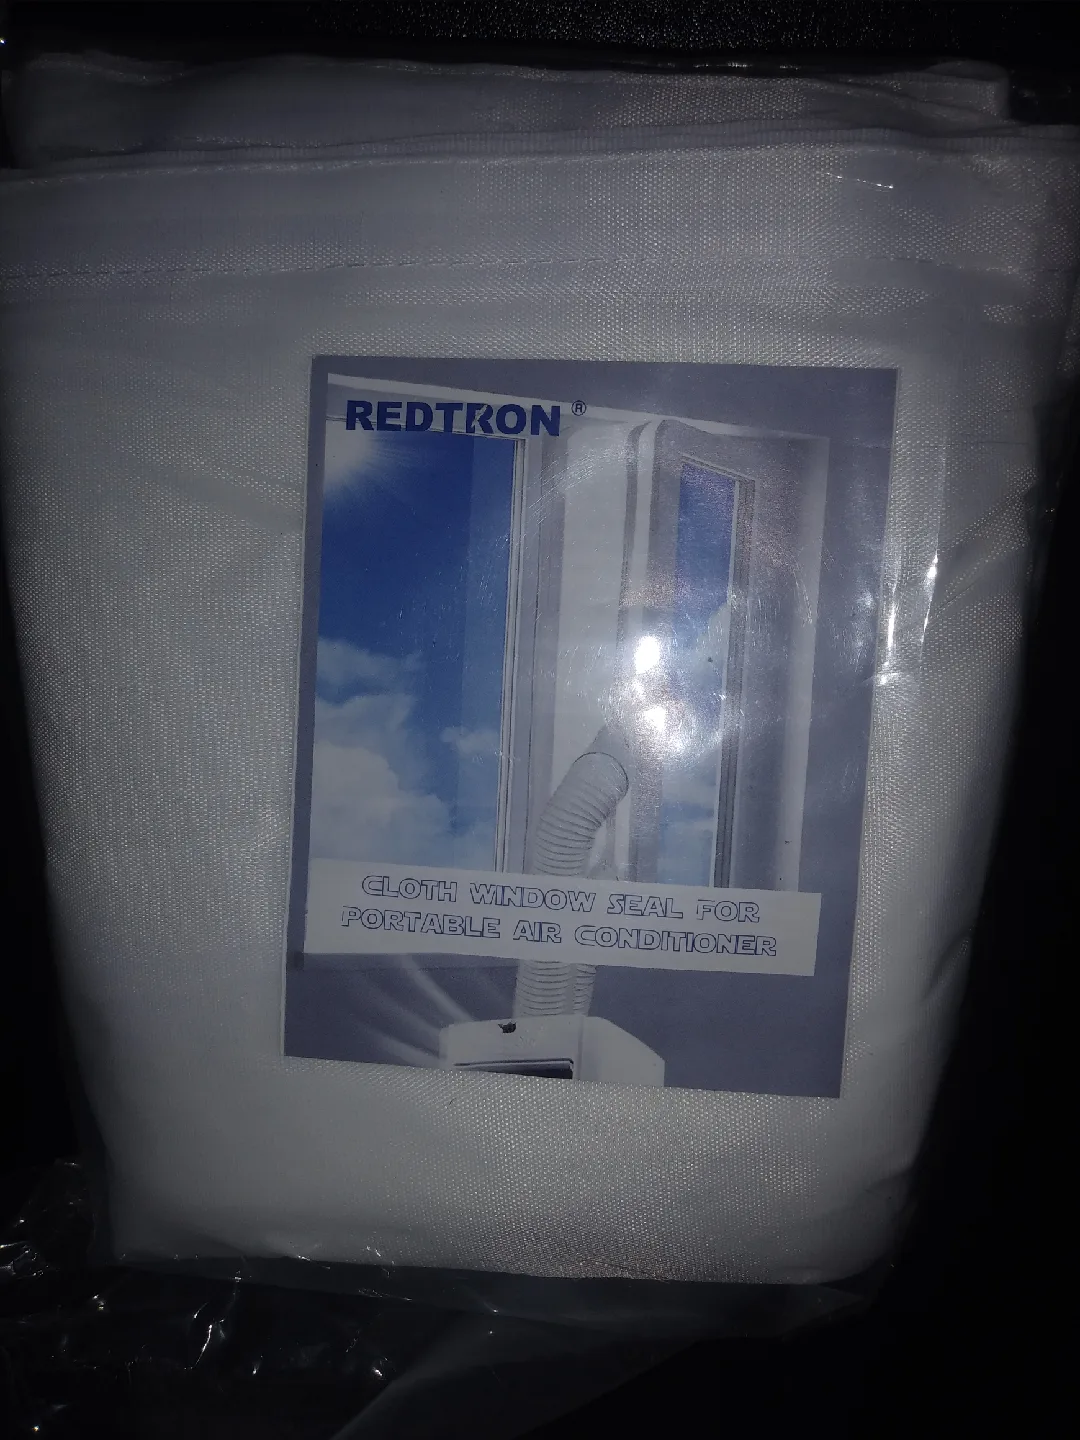 REDTRON ®
CLOTH WINDOW SEAL FOR
PORTABLE AIR CONDITIONER